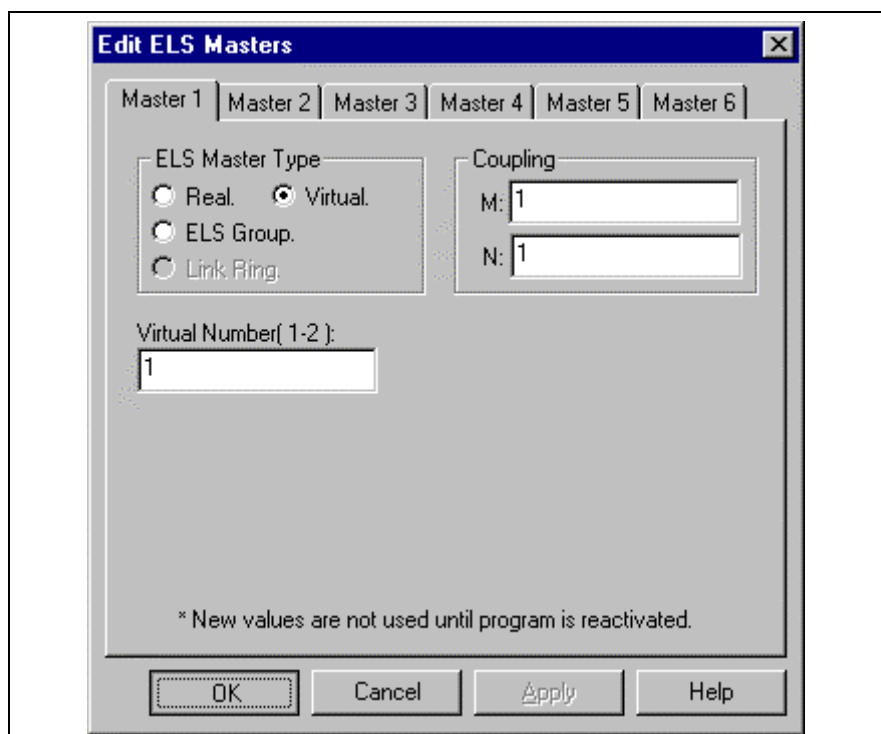 Edit ELS Masters
Master 1 Master 2 Master 3 Master 4 Master 5 Master 6
ELS Master Type
Real. Virtual.
ELS Group.
Link Ring.
Coupling
M: 1
N: 1
Virtual Number( 1-2 ):
1
* New values are not used until program is reactivated.
OK Cancel Apply Help